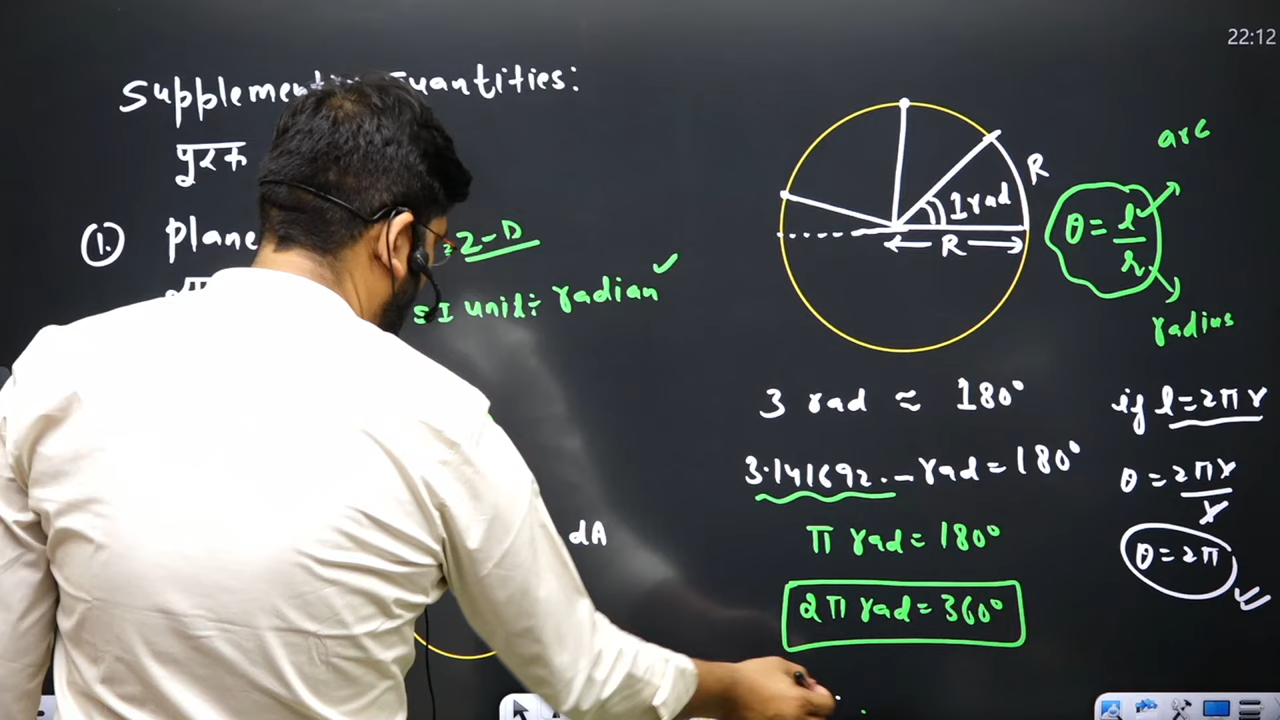 22:12
Supplement Quantities:
पूरक
1. plane
: 2-D
SI unit: radian ✓
dA
R
1 rad
R
θ = l/r
arc
radius
3 rad ≈ 180°
3.141692.-- rad = 180°
π rad = 180°
2π rad = 360°
if l = 2πr
θ = 2πr/r
θ = 2π